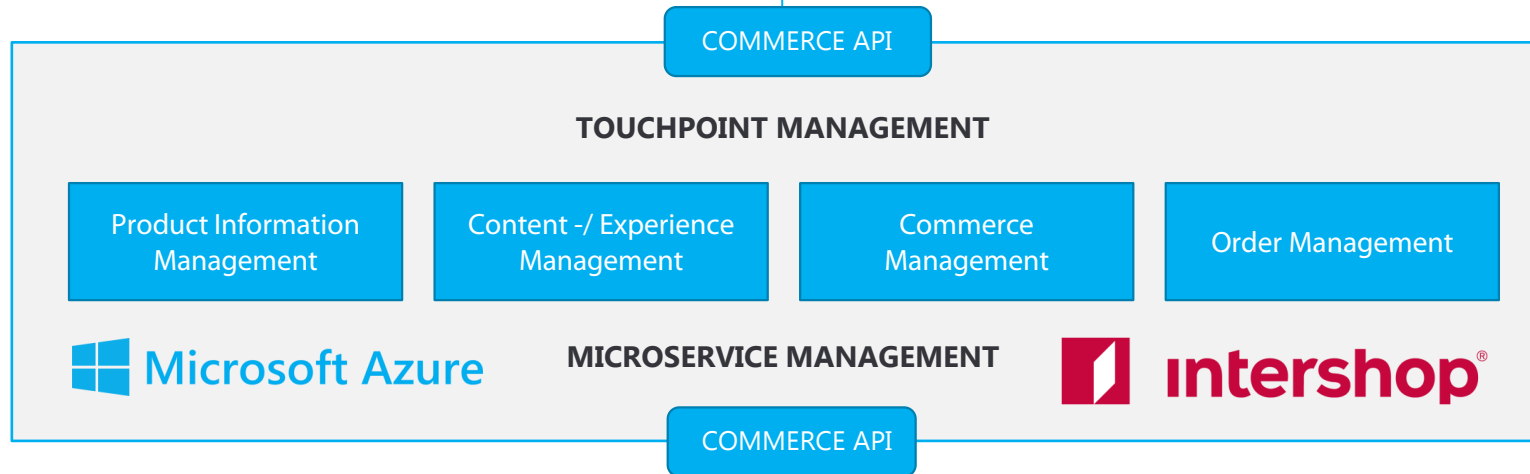 COMMERCE API
TOUCHPOINT MANAGEMENT
Product Information
Management
Content -/ Experience
Management
Commerce
Management
Order Management
Microsoft Azure
MICROSERVICE MANAGEMENT
ıntershop®
COMMERCE API